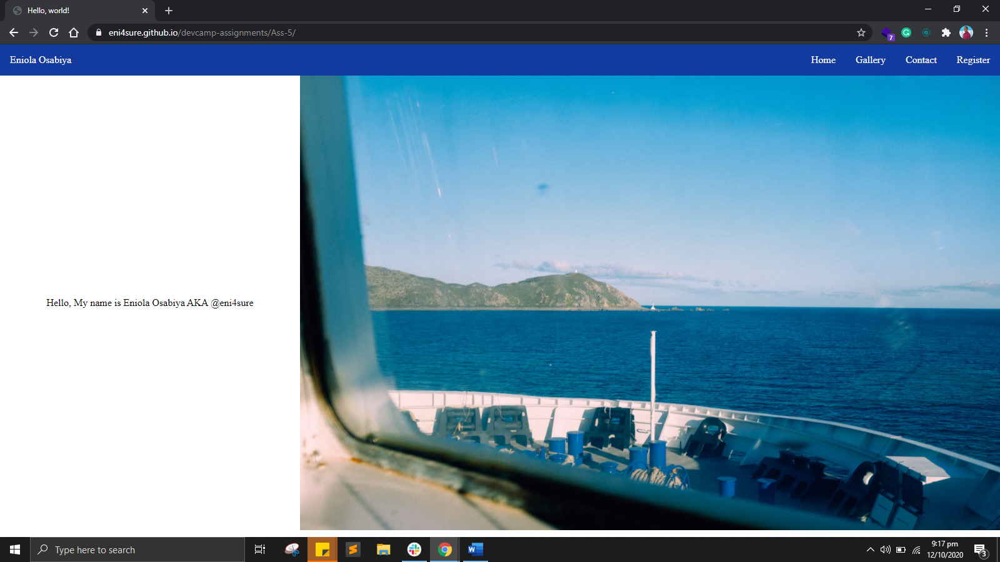 Hello, world!
eni4sure.github.io/devcamp-assignments/Ass-5/
7
Eniola Osabiya
Home
Gallery
Contact
Register
Hello, My name is Eniola Osabiya AKA @eni4sure
Type here to search
W
9:17 pm
12/10/2020
3